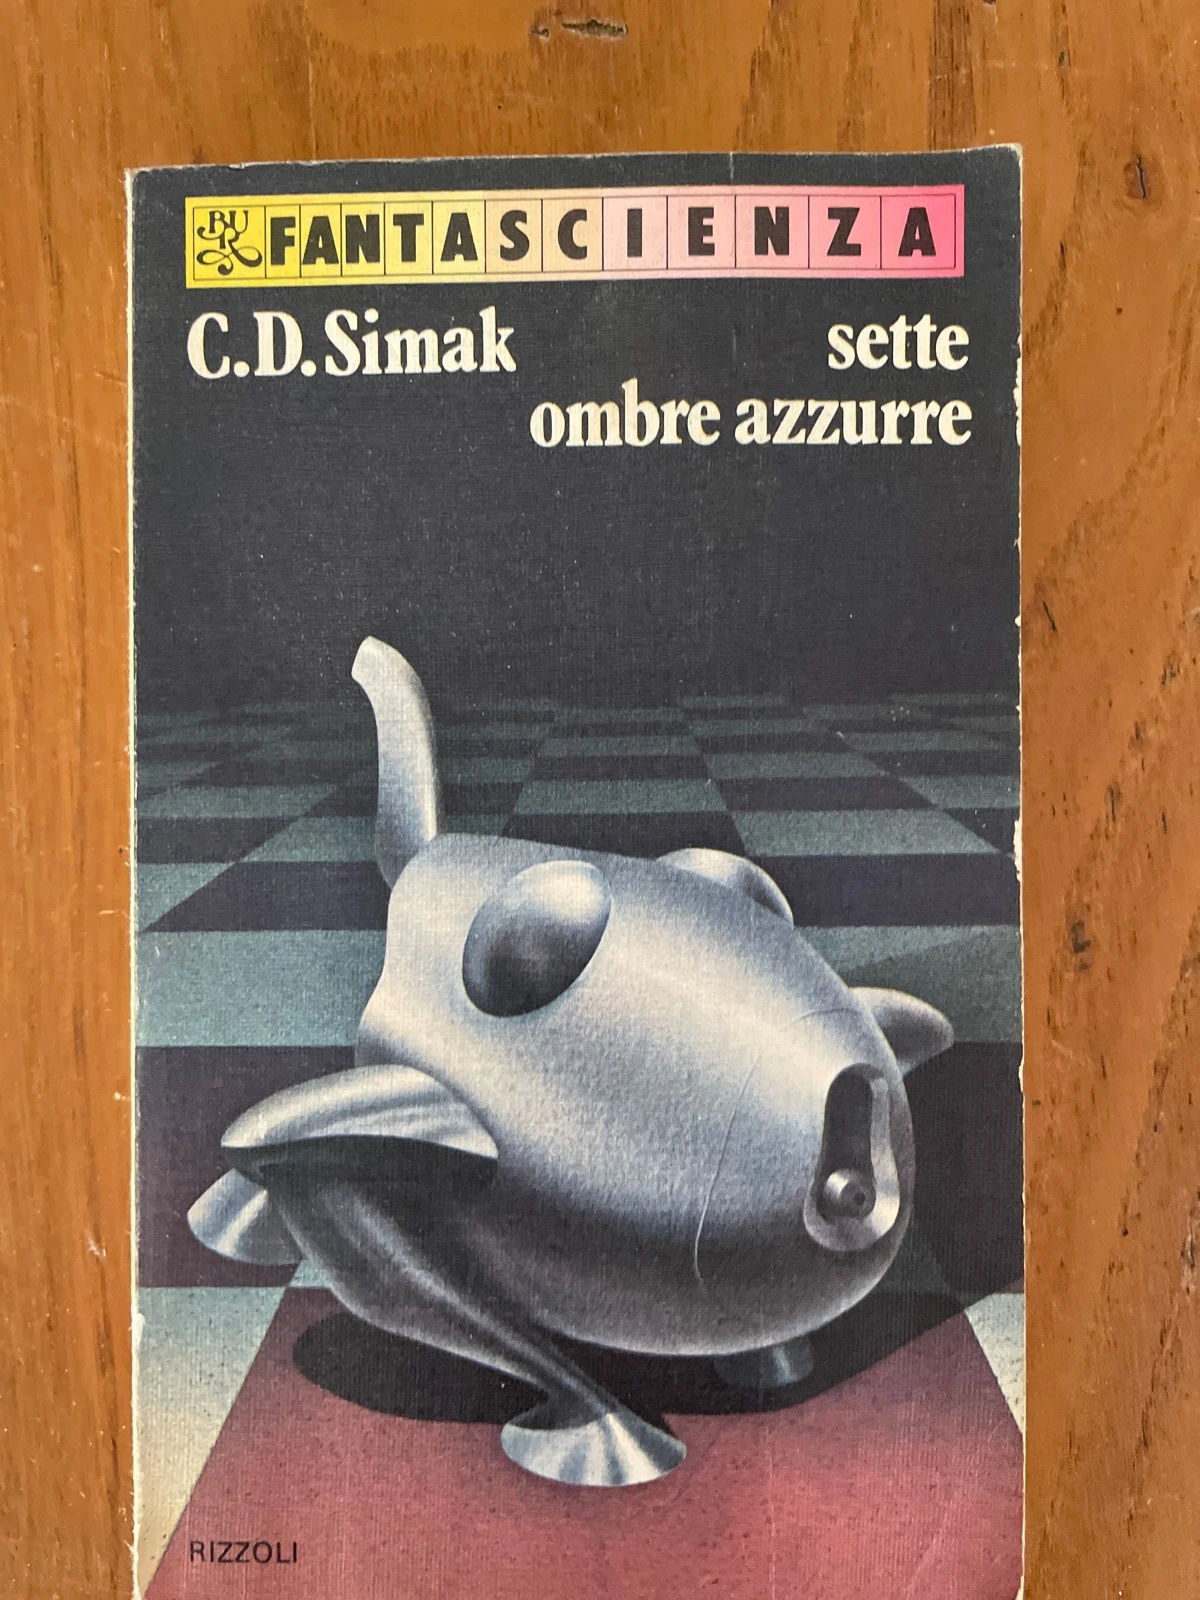 BUR FANTASCIENZA
C.D. Simak sette
ombre azzurre
RIZZOLI